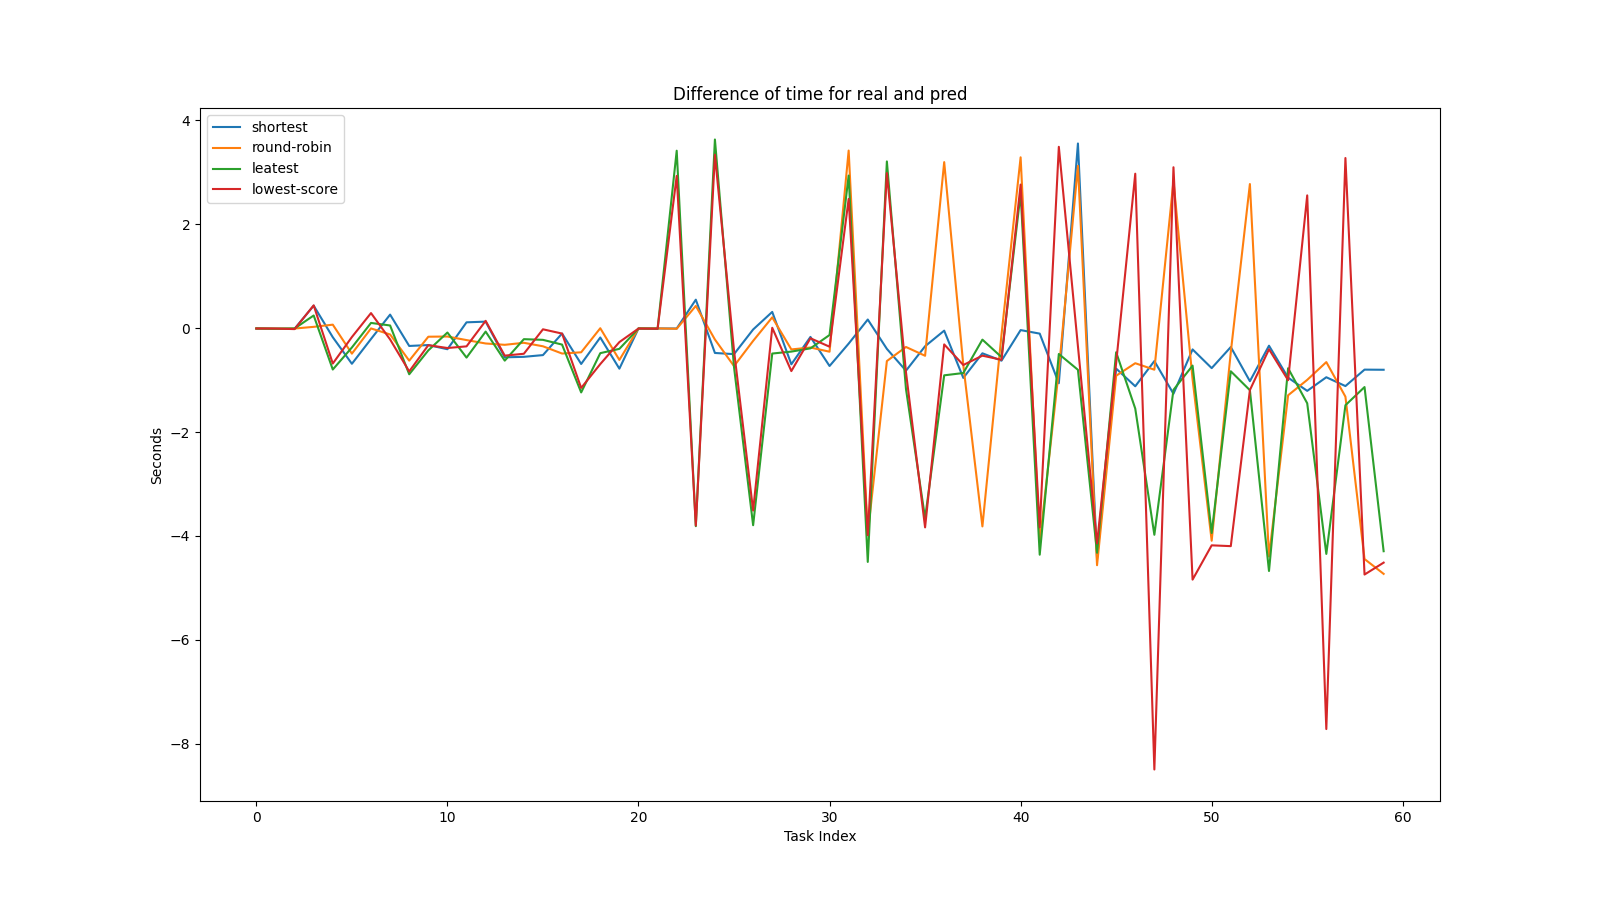 Difference of time for real and pred
shortest
round-robin
leatest
lowest-score
4
2
0
−2
−4
−6
−8
Seconds
0 10 20 30 40 50 60
Task Index